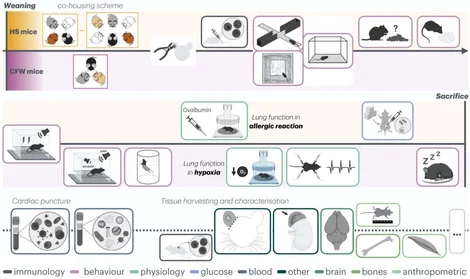 Weaning
co-housing scheme
HS mice
CFW mice
?
Sacrifice
Ovalbumin
Lung function in
allergic reaction
Lung function in
hypoxia
O₂
z z z
Cardiac puncture
Tissue harvesting and characterisation
...
immunology
behaviour
physiology
glucose
blood
other
brain
bones
anthropometric